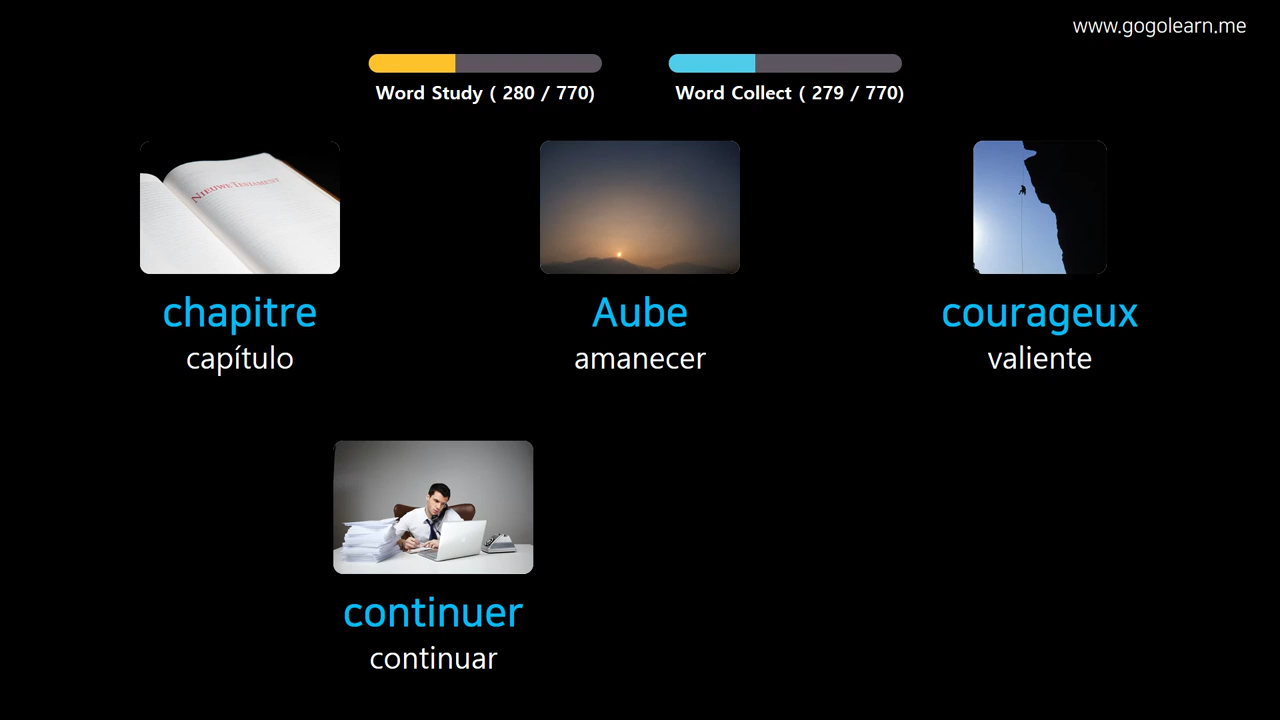 www.gogolearn.me
Word Study ( 280 / 770)
Word Collect ( 279 / 770)
NIEUWE TESTAMENT
chapitre
capítulo
Aube
amanecer
courageux
valiente
continuer
continuar